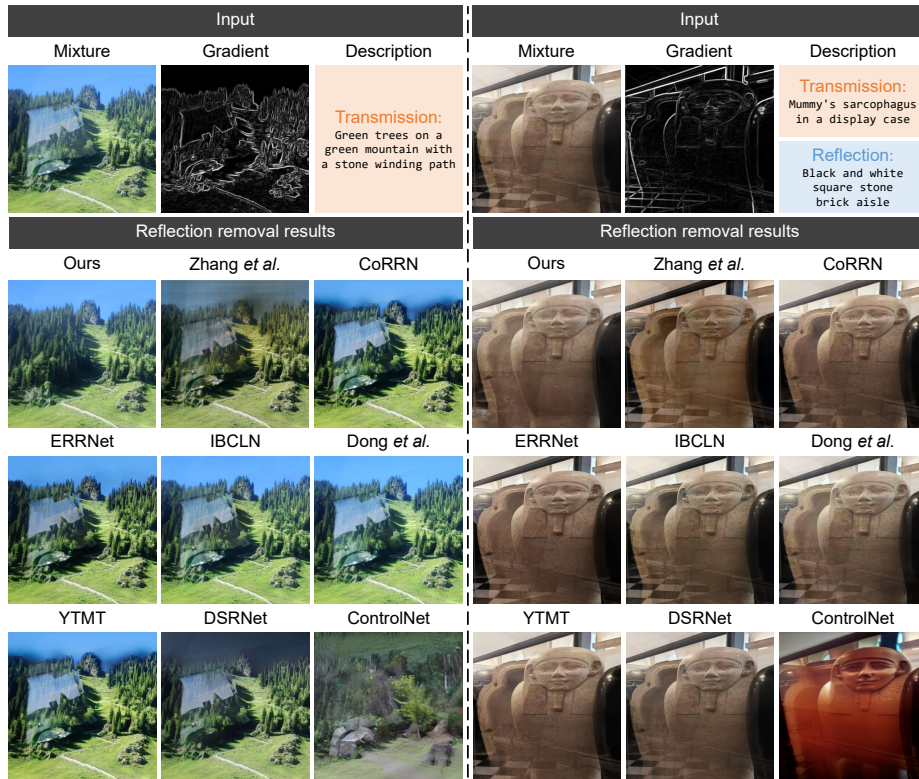 Input
Mixture Gradient Description
Transmission:
Green trees on a
green mountain with
a stone winding path
Reflection removal results
Ours Zhang et al. CoRRN
ERRNet IBCLN Dong et al.
YTMT DSRNet ControlNet
Input
Mixture Gradient Description
Transmission:
Mummy's sarcophagus
in a display case
Reflection:
Black and white
square stone
brick aisle
Reflection removal results
Ours Zhang et al. CoRRN
ERRNet IBCLN Dong et al.
YTMT DSRNet ControlNet